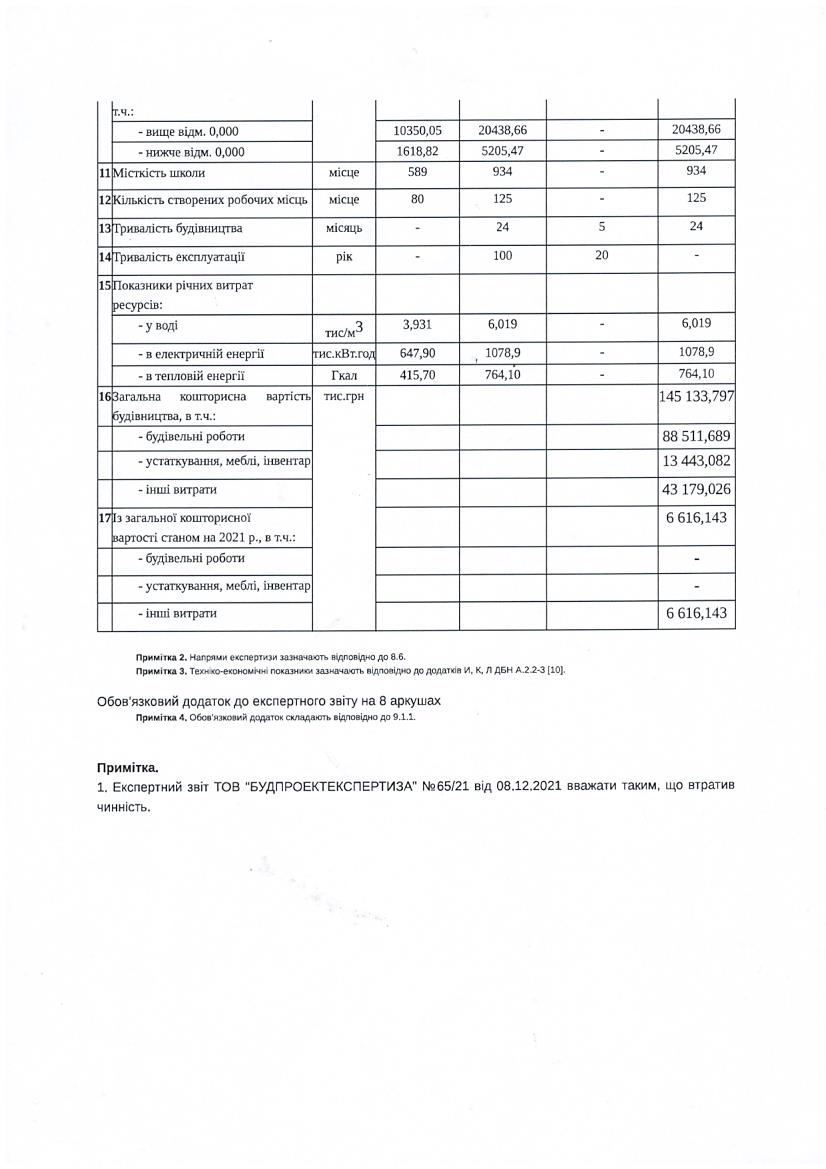 т.ч.:
- вище відм. 0,000 10350,05 20438,66 - 20438,66
- нижче відм. 0,000 1618,82 5205,47 - 5205,47
11 Місткість школи місце 589 934 - 934
12 Кількість створених робочих місць місце 80 125 - 125
13 Тривалість будівництва місяць - 24 5 24
14 Тривалість експлуатації рік - 100 20 -
15 Показники річних витрат
ресурсів:
- у воді тис/м3 3,931 6,019 - 6,019
- в електричній енергії тис.кВт.год 647,90 1078,9 - 1078,9
- в тепловій енергії Гкал 415,70 764,10 - 764,10
16 Загальна кошторисна вартість тис.грн 145 133,797
будівництва, в т.ч.:
- будівельні роботи 88 511,689
- устаткування, меблі, інвентар 13 443,082
- інші витрати 43 179,026
17 Із загальної кошторисної 6 616,143
вартості станом на 2021 р., в т.ч.:
- будівельні роботи -
- устаткування, меблі, інвентар -
- інші витрати 6 616,143
Примітка 2. Напрями експертизи зазначають відповідно до 8.6.
Примітка 3. Техніко-економічні показники зазначають відповідно до додатків И, К, Л ДБН А.2.2-3 [10].
Обов'язковий додаток до експертного звіту на 8 аркушах
Примітка 4. Обов'язковий додаток складають відповідно до 9.1.1.
Примітка.
1. Експертний звіт ТОВ "БУДПРОЕКТЕКСПЕРТИЗА" №65/21 від 08.12.2021 вважати таким, що втратив
чинність.